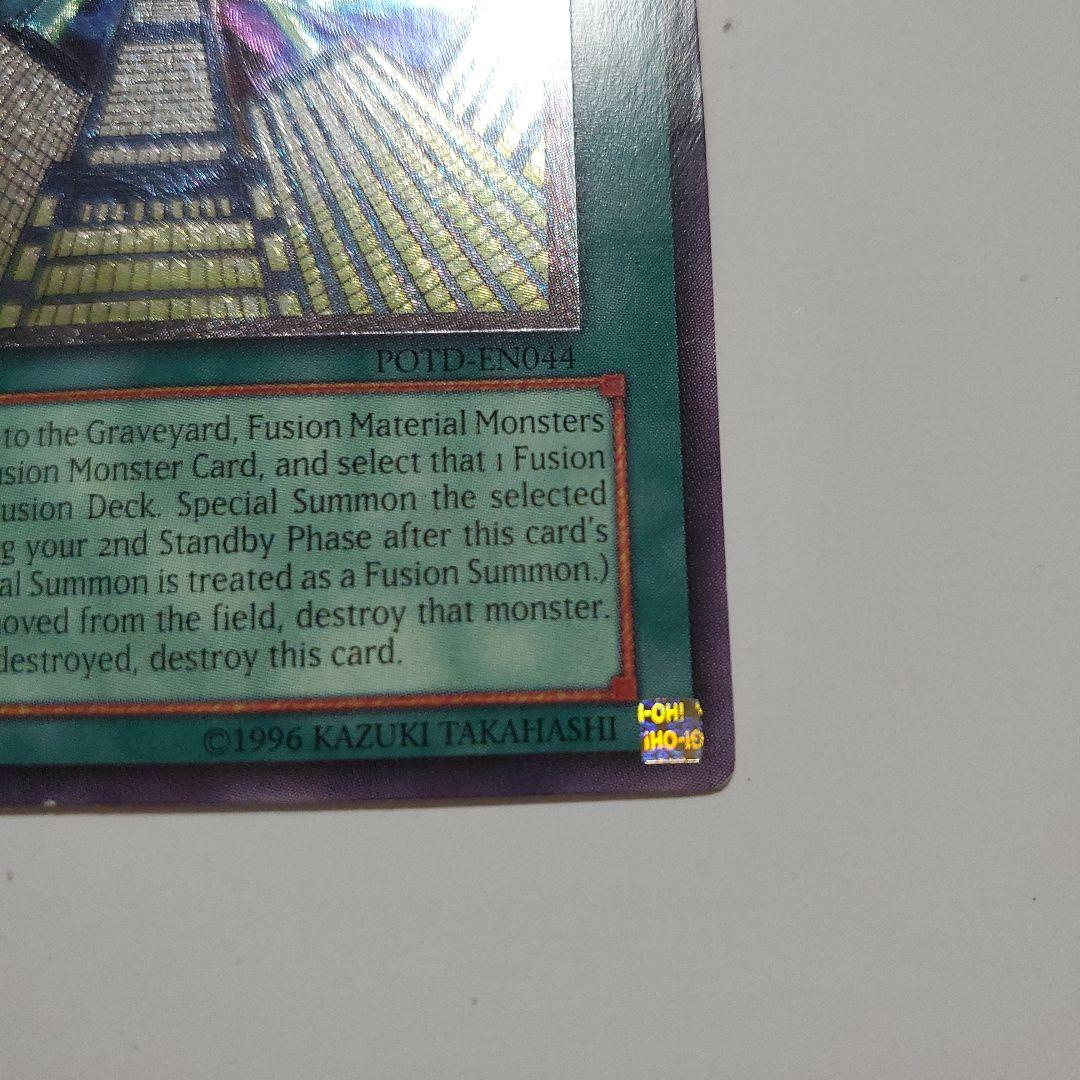 POTD-EN044
to the Graveyard, Fusion Material Monsters
usion Monster Card, and select that 1 Fusion
usion Deck. Special Summon the selected
g your 2nd Standby Phase after this card's
al Summon is treated as a Fusion Summon.)
oved from the field, destroy that monster.
destroyed, destroy this card.
©1996 KAZUKI TAKAHASHI
I-OH!